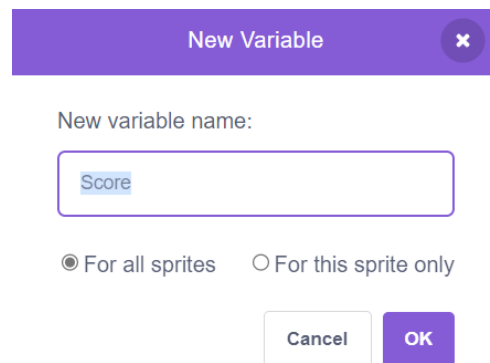 New Variable
New variable name:
Score
For all sprites For this sprite only
Cancel OK